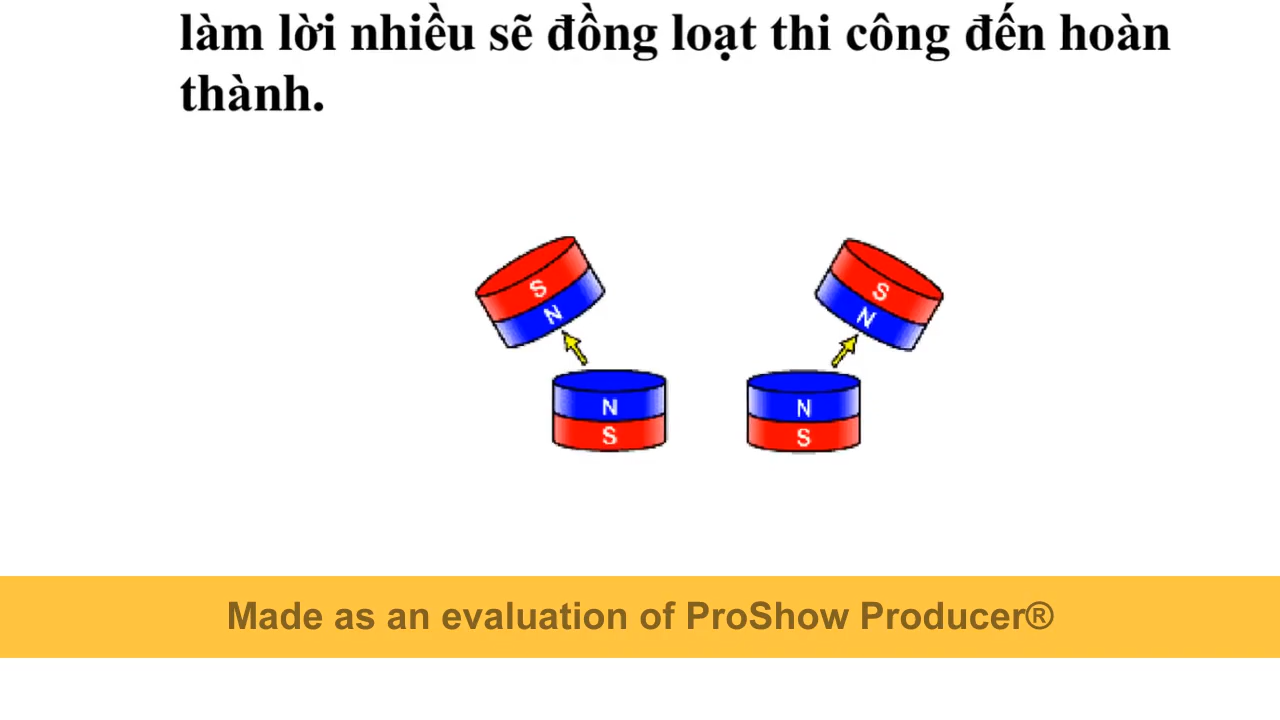 làm lời nhiều sẽ đồng loạt thi công đến hoàn
thành.
S
N
S
N
N
S
N
S
Made as an evaluation of ProShow Producer®